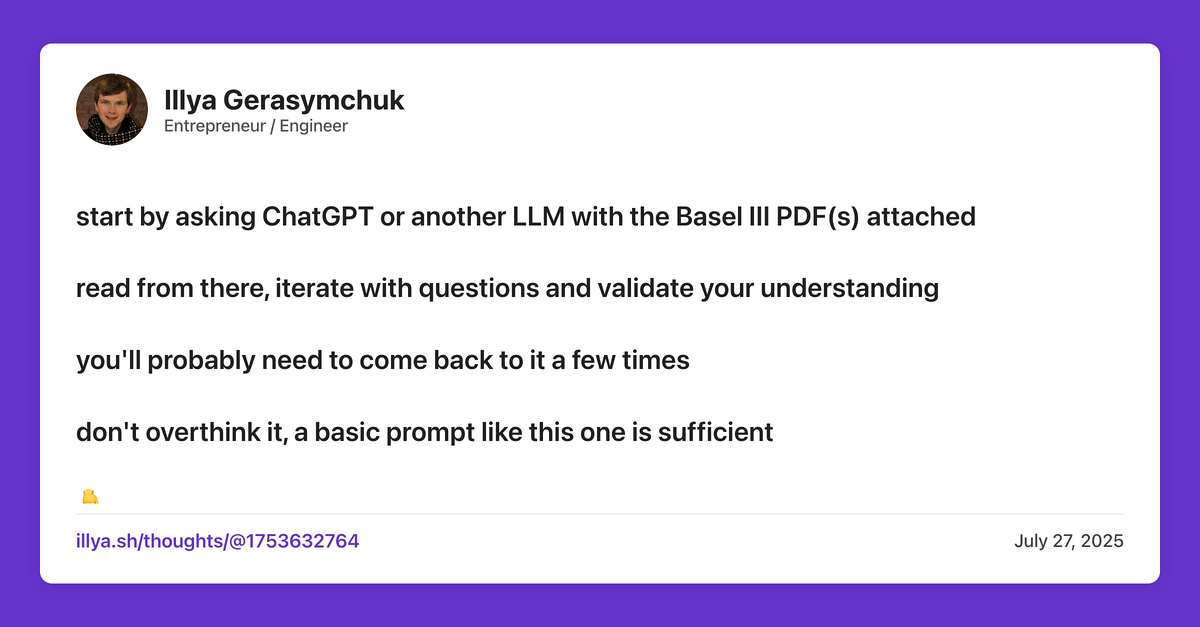 Illya Gerasymchuk
Entrepreneur / Engineer
start by asking ChatGPT or another LLM with the Basel III PDF(s) attached
read from there, iterate with questions and validate your understanding
you'll probably need to come back to it a few times
don't overthink it, a basic prompt like this one is sufficient
illya.sh/thoughts/@1753632764
July 27, 2025